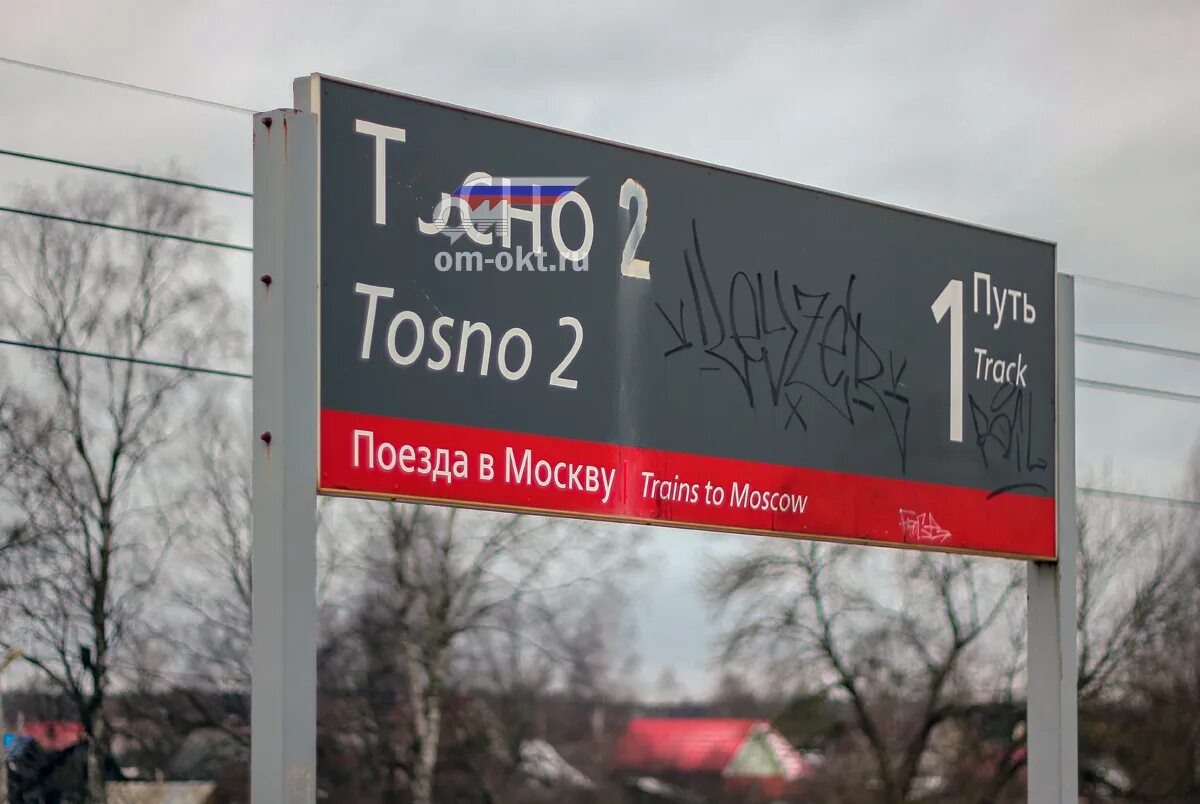 Тосно 2
om-okt.ru
Tosno 2
1 Путь
Track
Поезда в Москву Trains to Moscow